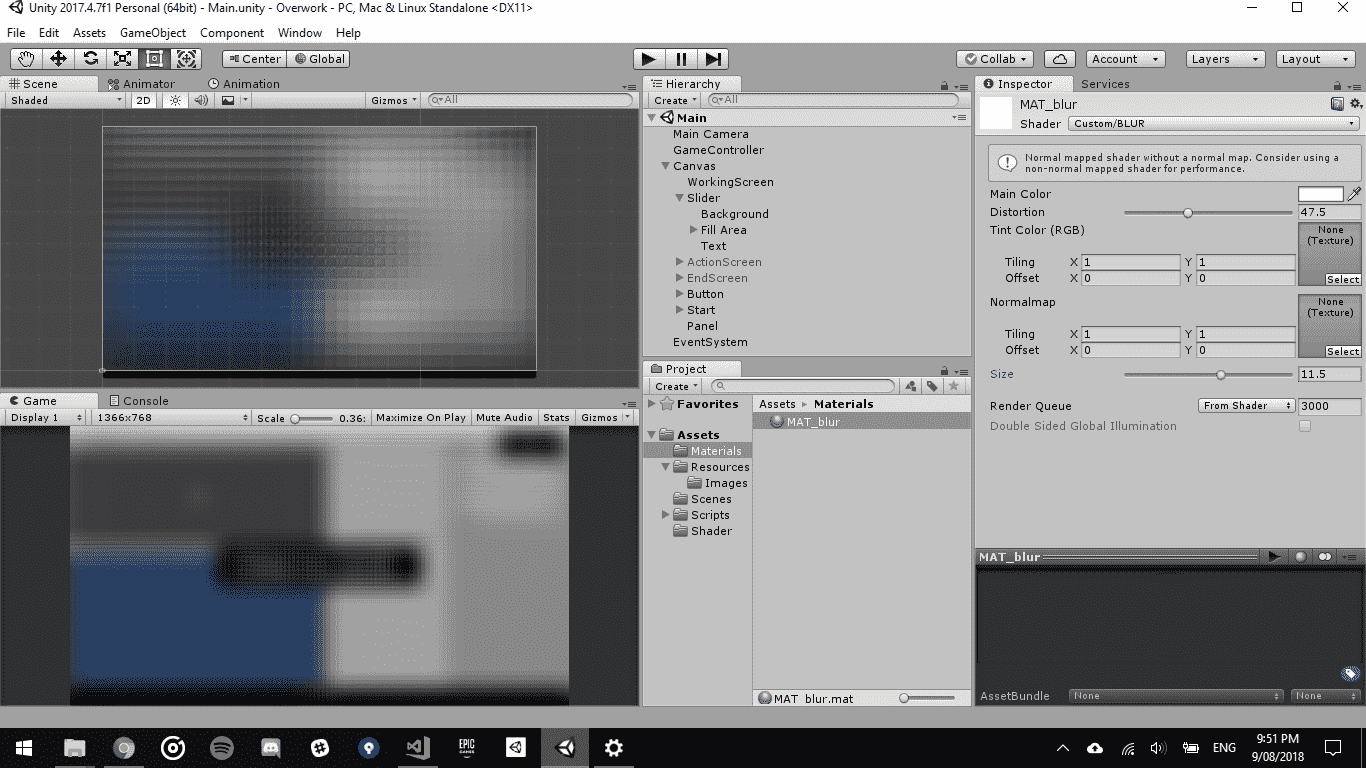 Unity 2017.4.7f1 Personal (64bit) - Main.unity - Overwork - PC, Mac & Linux Standalone <DX11>
File Edit Assets GameObject Component Window Help
Center Global Collab Account Layers Layout
Scene Animator Animation
Shaded 2D Gizmos All
Game Console
Display 1 1366x768 Scale 0.36: Maximize On Play Mute Audio Stats Gizmos
Hierarchy
Create All
Main
Main Camera
GameController
Canvas
WorkingScreen
Slider
Background
Fill Area
Text
ActionScreen
EndScreen
Button
Start
Panel
EventSystem
Project
Create
Favorites
Assets
Materials
Resources
Images
Scenes
Scripts
Shader
Assets Materials
MAT_blur
MAT_blur.mat
Inspector Services
MAT_blur
Shader Custom/BLUR
Normal mapped shader without a normal map. Consider using a
non-normal mapped shader for performance.
Main Color
Distortion 47.5
Tint Color (RGB) None
(Texture)
Tiling X 1 Y 1
Offset X 0 Y 0 Select
Normalmap None
(Texture)
Tiling X 1 Y 1
Offset X 0 Y 0 Select
Size 11.5
Render Queue From Shader 3000
Double Sided Global Illumination
MAT_blur
AssetBundle None None
EPIC
GAMES
ENG
9:51 PM
9/08/2018